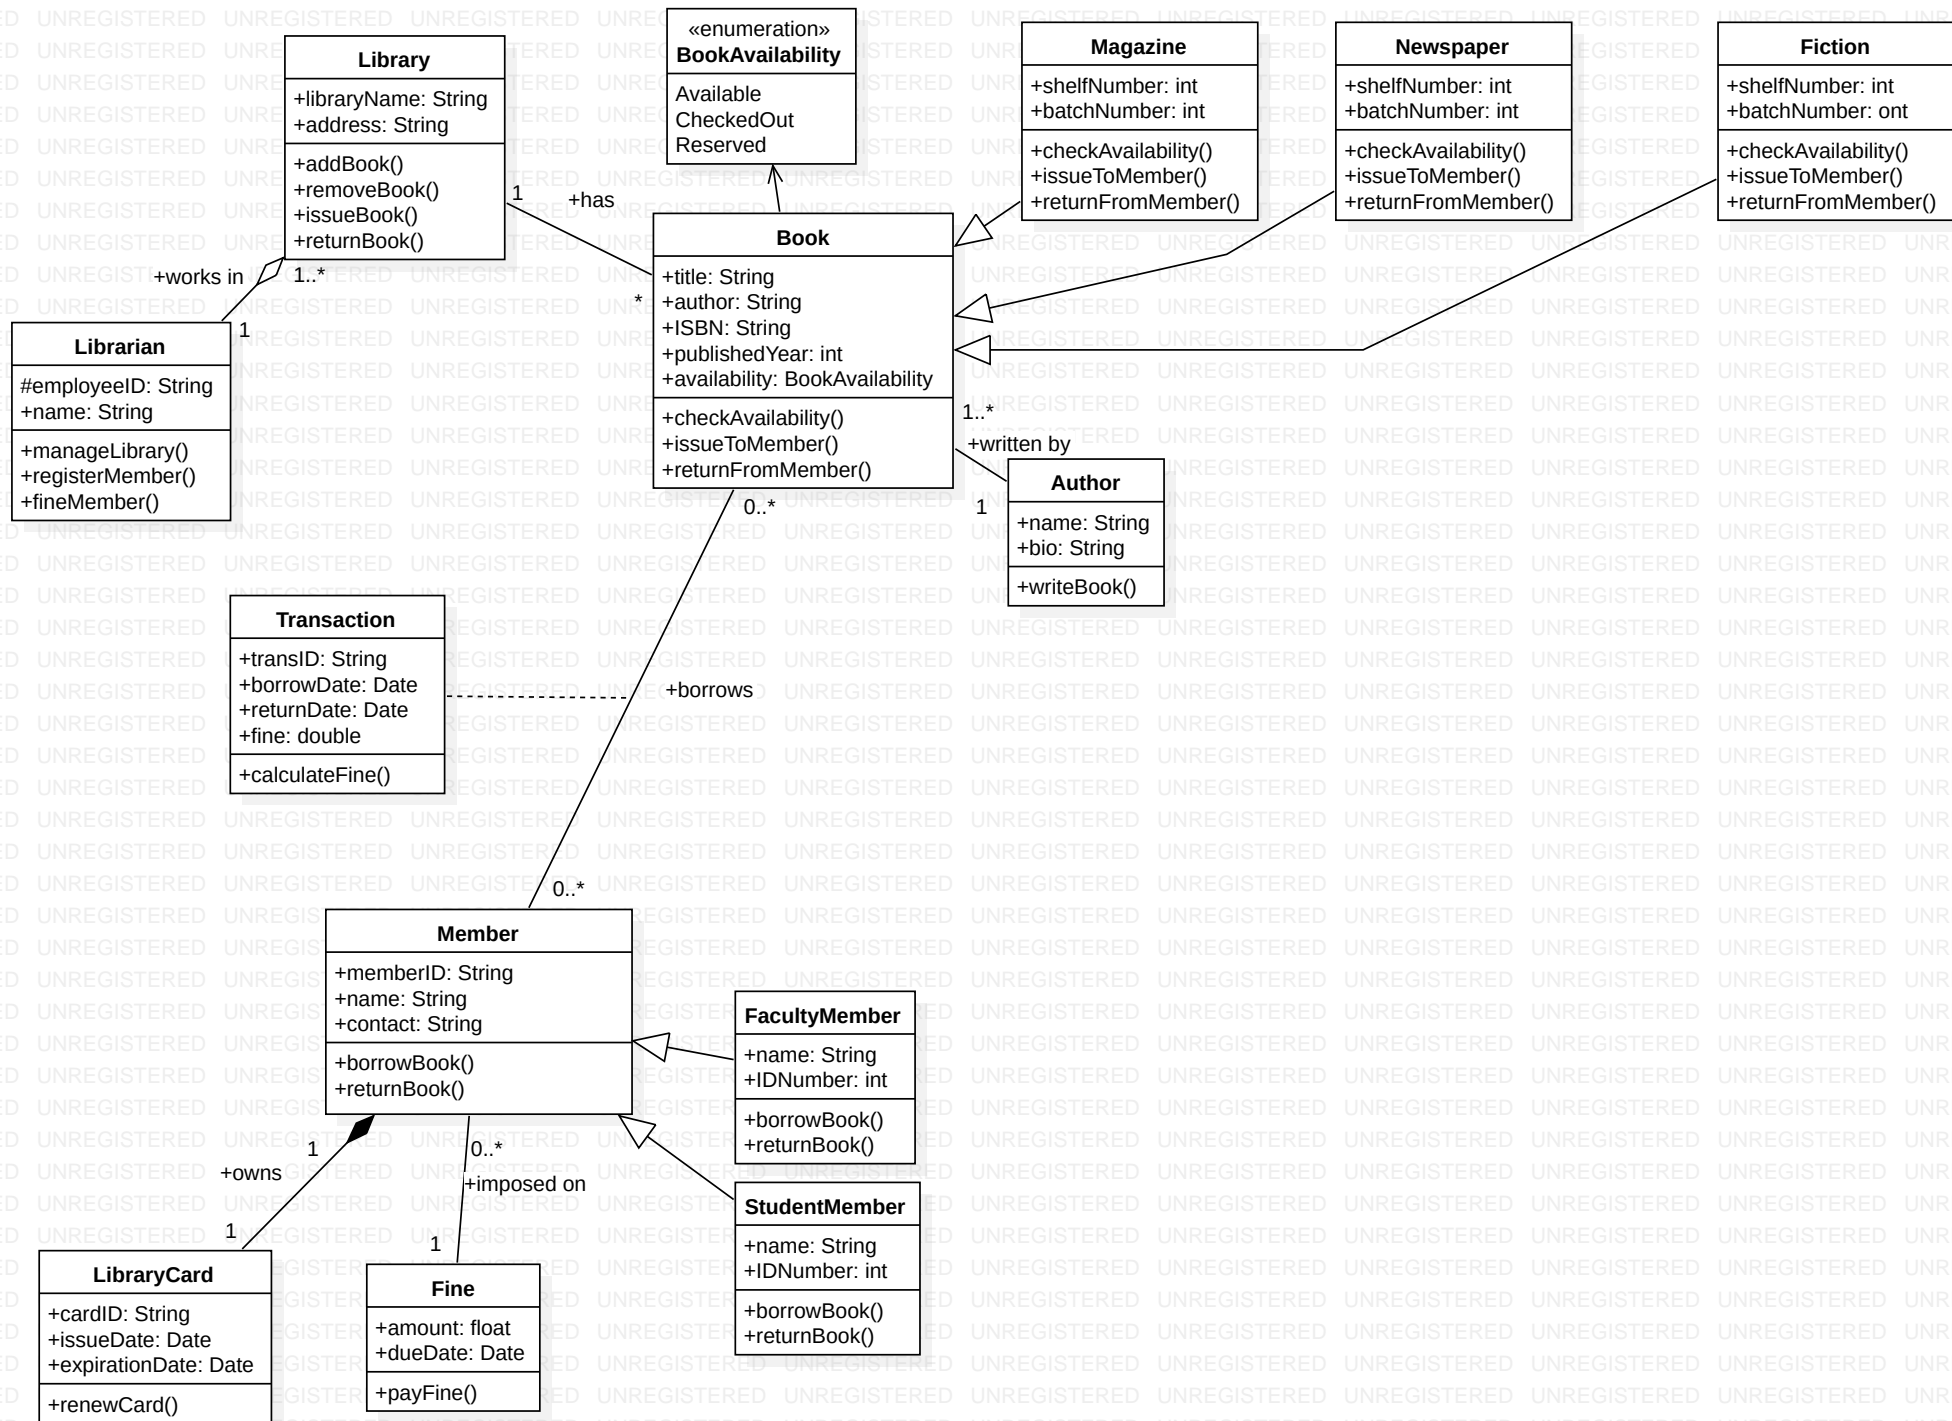 «enumeration»
BookAvailability
Available
CheckedOut
Reserved
Library
+libraryName: String
+address: String
+addBook()
+removeBook()
+issueBook()
+returnBook()
Magazine
+shelfNumber: int
+batchNumber: int
+checkAvailability()
+issueToMember()
+returnFromMember()
Newspaper
+shelfNumber: int
+batchNumber: int
+checkAvailability()
+issueToMember()
+returnFromMember()
Fiction
+shelfNumber: int
+batchNumber: ont
+checkAvailability()
+issueToMember()
+returnFromMember()
1
+has
*
+works in
1..*
1
Book
+title: String
+author: String
+ISBN: String
+publishedYear: int
+availability: BookAvailability
+checkAvailability()
+issueToMember()
+returnFromMember()
Librarian
#employeeID: String
+name: String
+manageLibrary()
+registerMember()
+fineMember()
1..*
+written by
1
Author
+name: String
+bio: String
+writeBook()
0..*
+borrows
0..*
Transaction
+transID: String
+borrowDate: Date
+returnDate: Date
+fine: double
+calculateFine()
Member
+memberID: String
+name: String
+contact: String
+borrowBook()
+returnBook()
FacultyMember
+name: String
+IDNumber: int
+borrowBook()
+returnBook()
StudentMember
+name: String
+IDNumber: int
+borrowBook()
+returnBook()
1
+owns
1
0..*
+imposed on
1
LibraryCard
+cardID: String
+issueDate: Date
+expirationDate: Date
+renewCard()
Fine
+amount: float
+dueDate: Date
+payFine()
UNREGISTERED